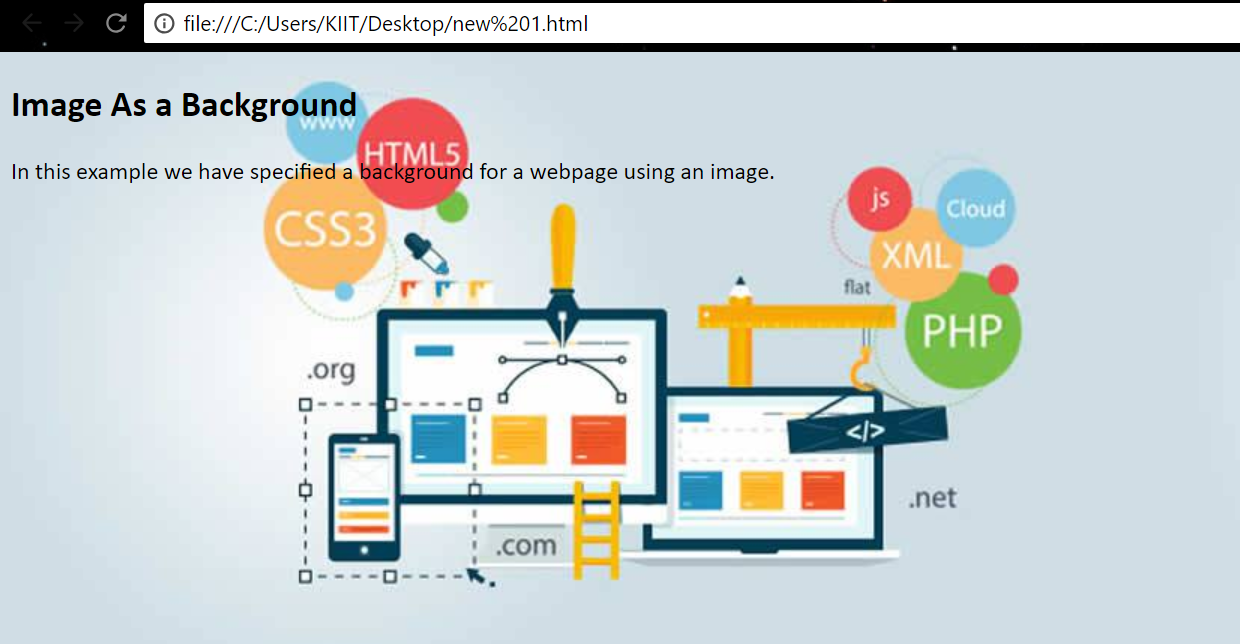 file:///C:/Users/KIIT/Desktop/new%201.html
Image As a Background
www
HTML5
In this example we have specified a background for a webpage using an image.
CSS3
js
Cloud
XML
flat
PHP
.org
</>
.net
.com